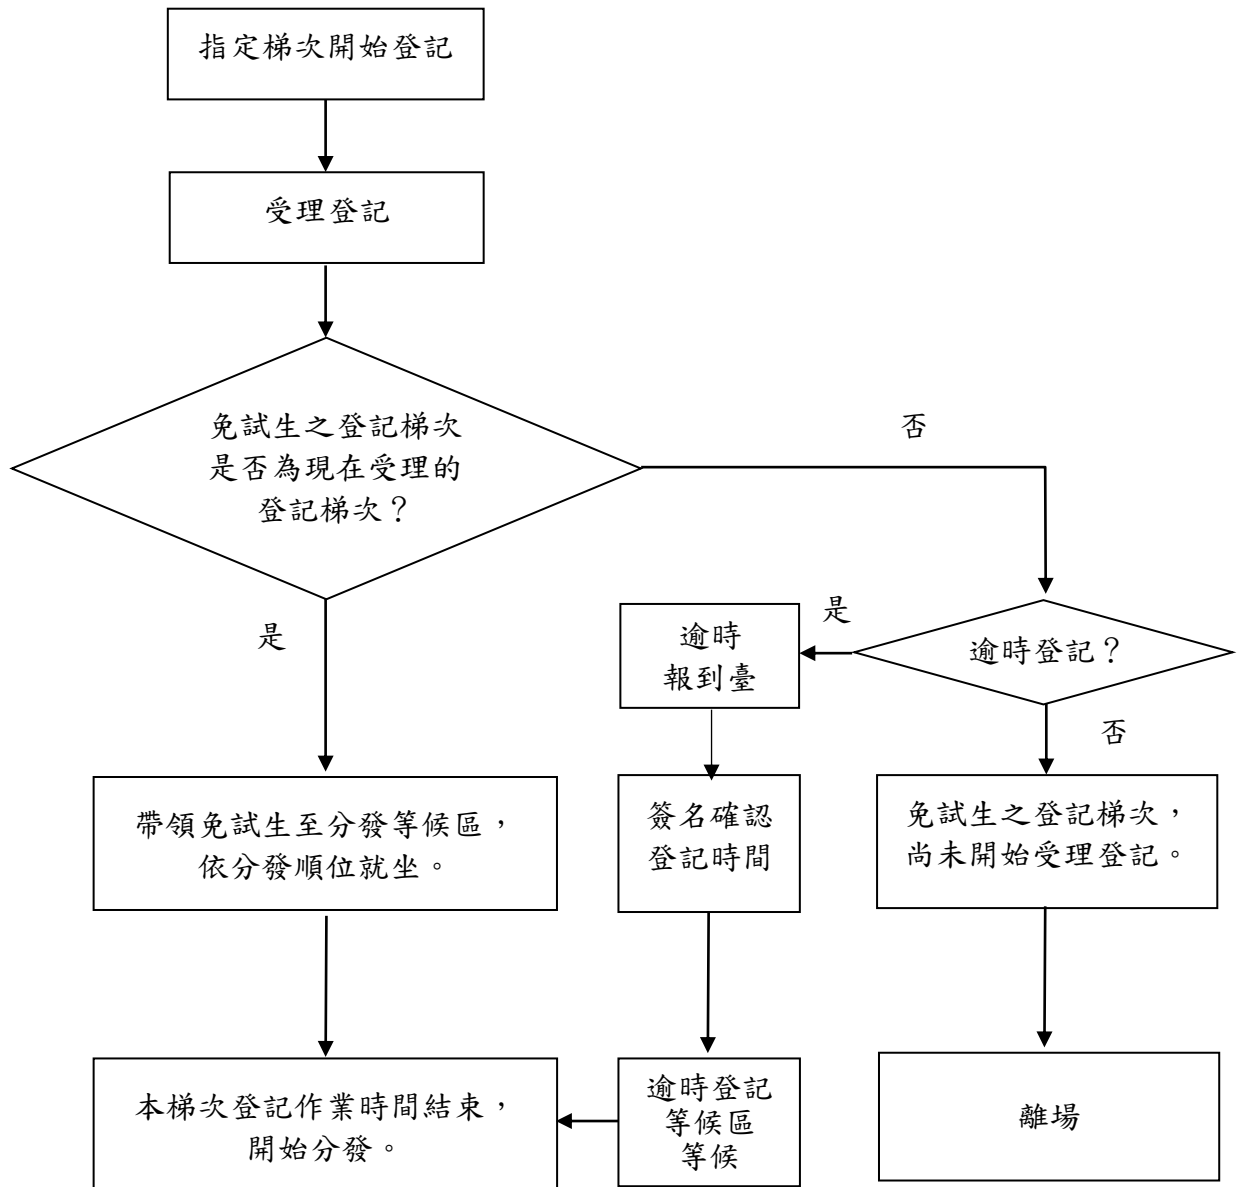 指定梯次開始登記
受理登記
免試生之登記梯次
是否為現在受理的
登記梯次？
否
是
逾時登記？
是
逾時
報到臺
否
帶領免試生至分發等候區，
依分發順位就坐。
簽名確認
登記時間
免試生之登記梯次，
尚未開始受理登記。
本梯次登記作業時間結束，
開始分發。
逾時登記
等候區
等候
離場